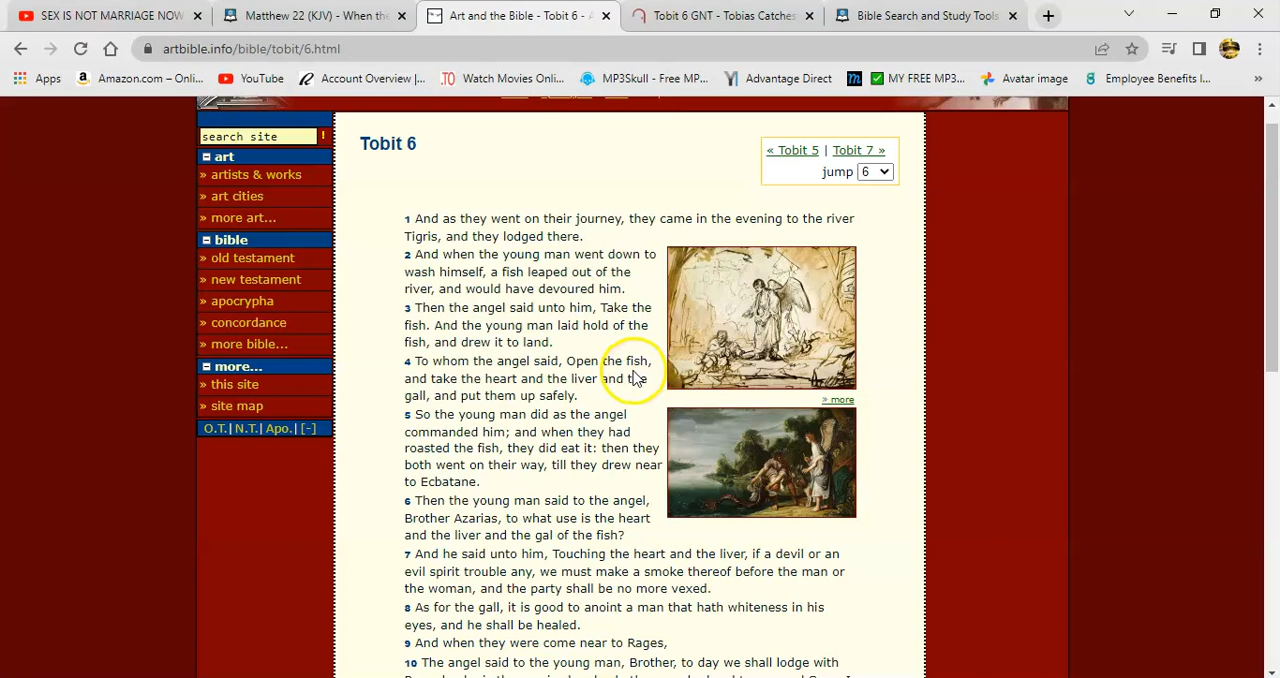 SEX IS NOT MARRIAGE NOW
Matthew 22 (KJV) - When the
Art and the Bible - Tobit 6 - A
Tobit 6 GNT - Tobias Catches
Bible Search and Study Tools
artbible.info/bible/tobit/6.html
Apps
Amazon.com – Onli...
YouTube
Account Overview |...
Watch Movies Onlin...
MP3Skull - Free MP...
Advantage Direct
MY FREE MP3...
Avatar image
Employee Benefits I...
»
search site
!
art
» artists & works
» art cities
» more art...
bible
» old testament
» new testament
» apocrypha
» concordance
» more bible...
more...
» this site
» site map
O.T.| N.T.| Apo.| [-]
Tobit 6
« Tobit 5 | Tobit 7 »
jump 6
1 And as they went on their journey, they came in the evening to the river
Tigris, and they lodged there.
2 And when the young man went down to
wash himself, a fish leaped out of the
river, and would have devoured him.
3 Then the angel said unto him, Take the
fish. And the young man laid hold of the
fish, and drew it to land.
4 To whom the angel said, Open the fish,
and take the heart and the liver and the
gall, and put them up safely.
5 So the young man did as the angel
commanded him; and when they had
roasted the fish, they did eat it: then they
both went on their way, till they drew near
to Ecbatane.
6 Then the young man said to the angel,
Brother Azarias, to what use is the heart
and the liver and the gal of the fish?
» more
7 And he said unto him, Touching the heart and the liver, if a devil or an
evil spirit trouble any, we must make a smoke thereof before the man or
the woman, and the party shall be no more vexed.
8 As for the gall, it is good to anoint a man that hath whiteness in his
eyes, and he shall be healed.
9 And when they were come near to Rages,
10 The angel said to the young man, Brother, to day we shall lodge with